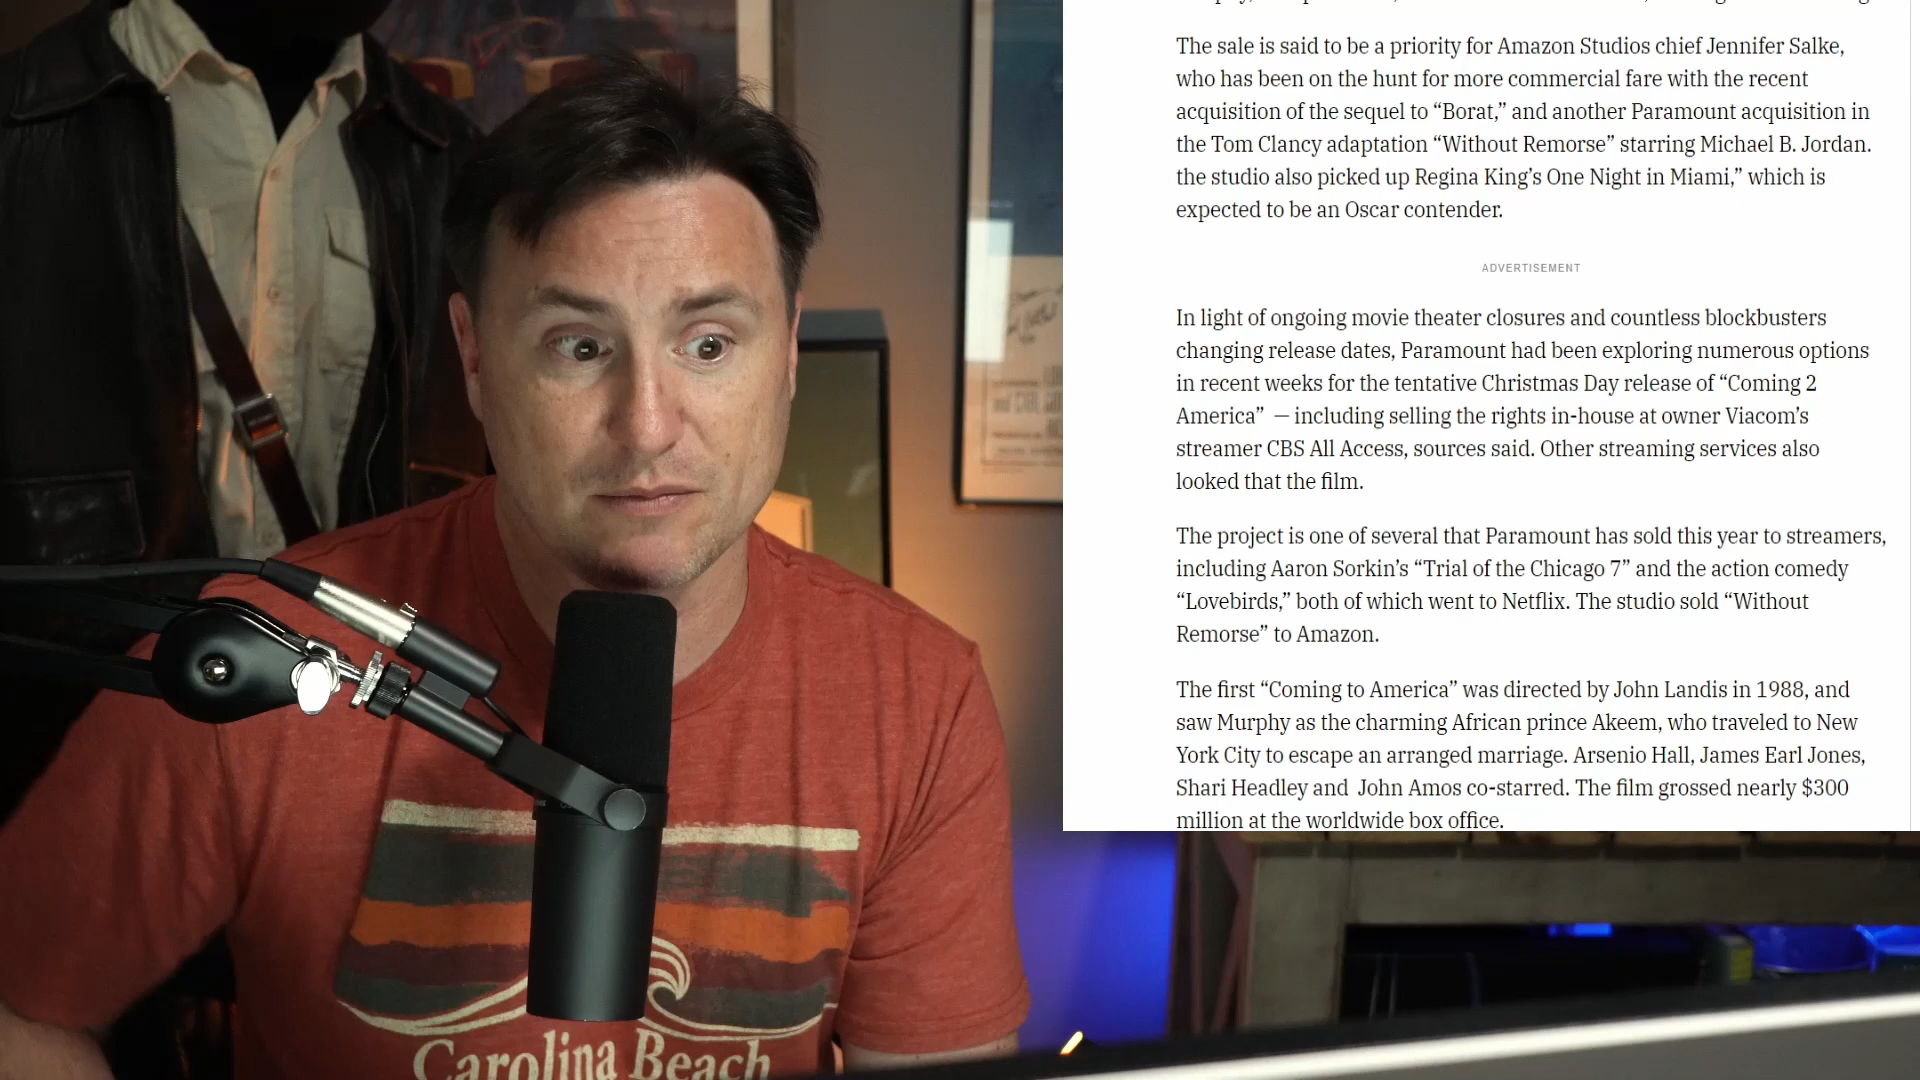 The sale is said to be a priority for Amazon Studios chief Jennifer Salke,
who has been on the hunt for more commercial fare with the recent
acquisition of the sequel to “Borat,” and another Paramount acquisition in
the Tom Clancy adaptation “Without Remorse” starring Michael B. Jordan.
the studio also picked up Regina King’s One Night in Miami,” which is
expected to be an Oscar contender.
ADVERTISEMENT
In light of ongoing movie theater closures and countless blockbusters
changing release dates, Paramount had been exploring numerous options
in recent weeks for the tentative Christmas Day release of “Coming 2
America” — including selling the rights in-house at owner Viacom’s
streamer CBS All Access, sources said. Other streaming services also
looked that the film.
The project is one of several that Paramount has sold this year to streamers,
including Aaron Sorkin’s “Trial of the Chicago 7” and the action comedy
“Lovebirds,” both of which went to Netflix. The studio sold “Without
Remorse” to Amazon.
The first “Coming to America” was directed by John Landis in 1988, and
saw Murphy as the charming African prince Akeem, who traveled to New
York City to escape an arranged marriage. Arsenio Hall, James Earl Jones,
Shari Headley and John Amos co-starred. The film grossed nearly $300
million at the worldwide box office.
Carolina Beach